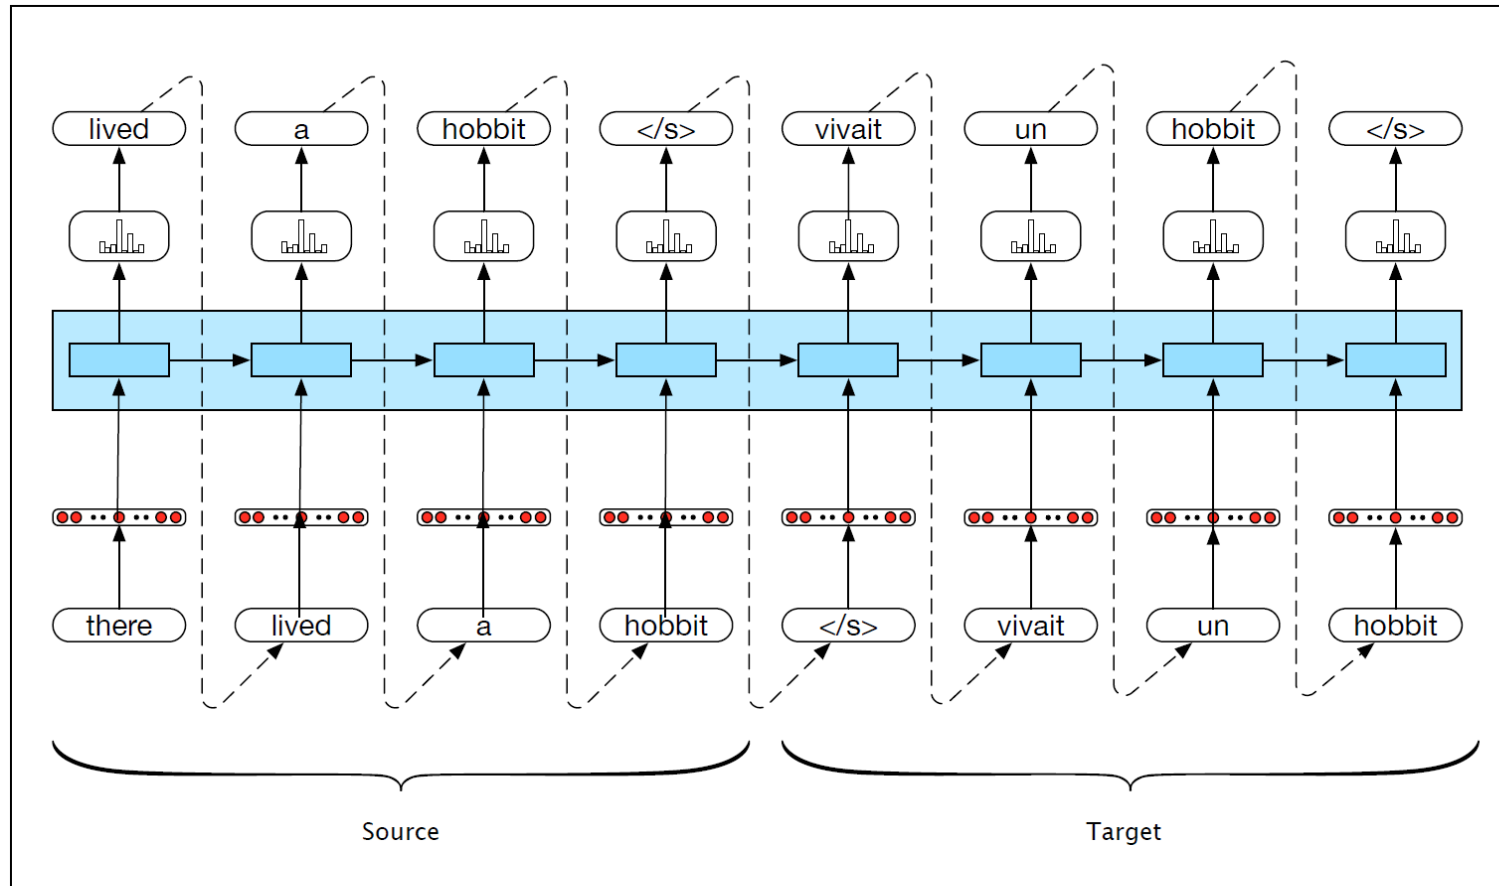 lived a hobbit </s> vivait un hobbit </s>
there lived a hobbit </s> vivait un hobbit
Source Target